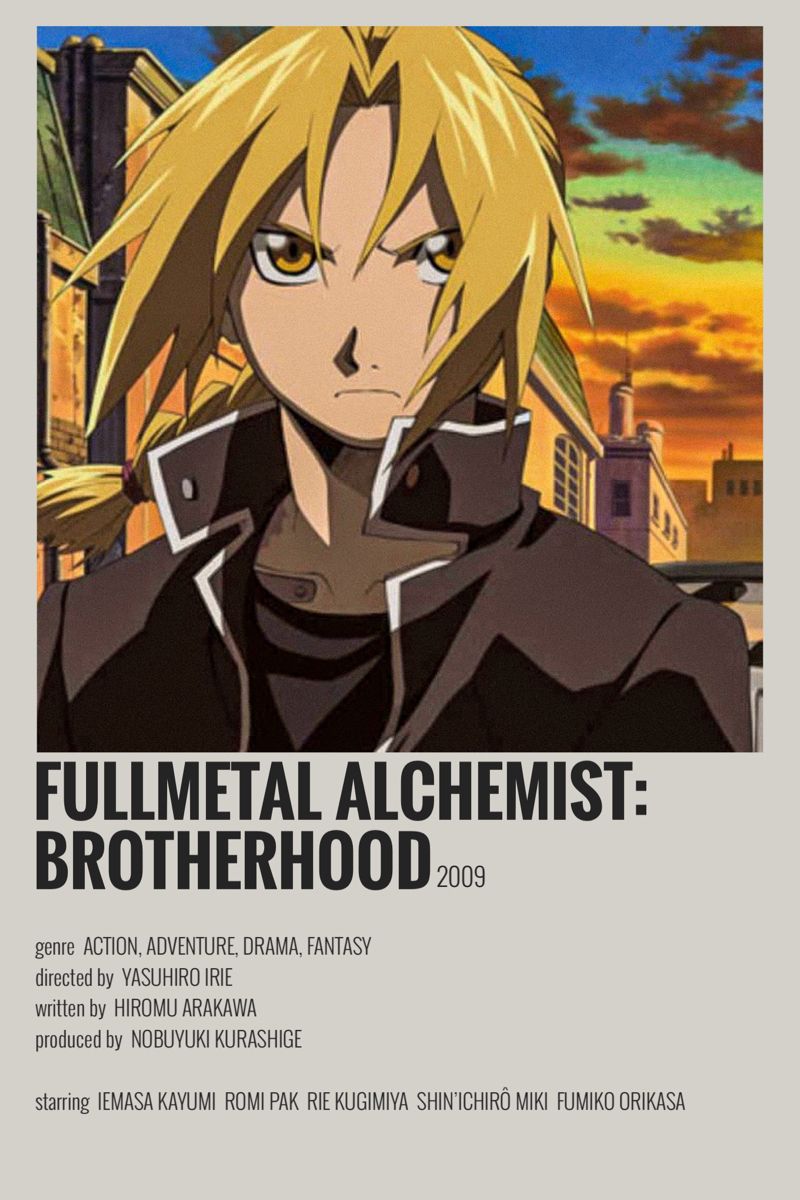 FULLMETAL ALCHEMIST:
BROTHERHOOD 2009
genre ACTION, ADVENTURE, DRAMA, FANTASY
directed by YASUHIRO IRIE
written by HIROMU ARAKAWA
produced by NOBUYUKI KURASHIGE
starring IEMASA KAYUMI ROMI PAK RIE KUGIMIYA SHIN'ICHIRÔ MIKI FUMIKO ORIKASA